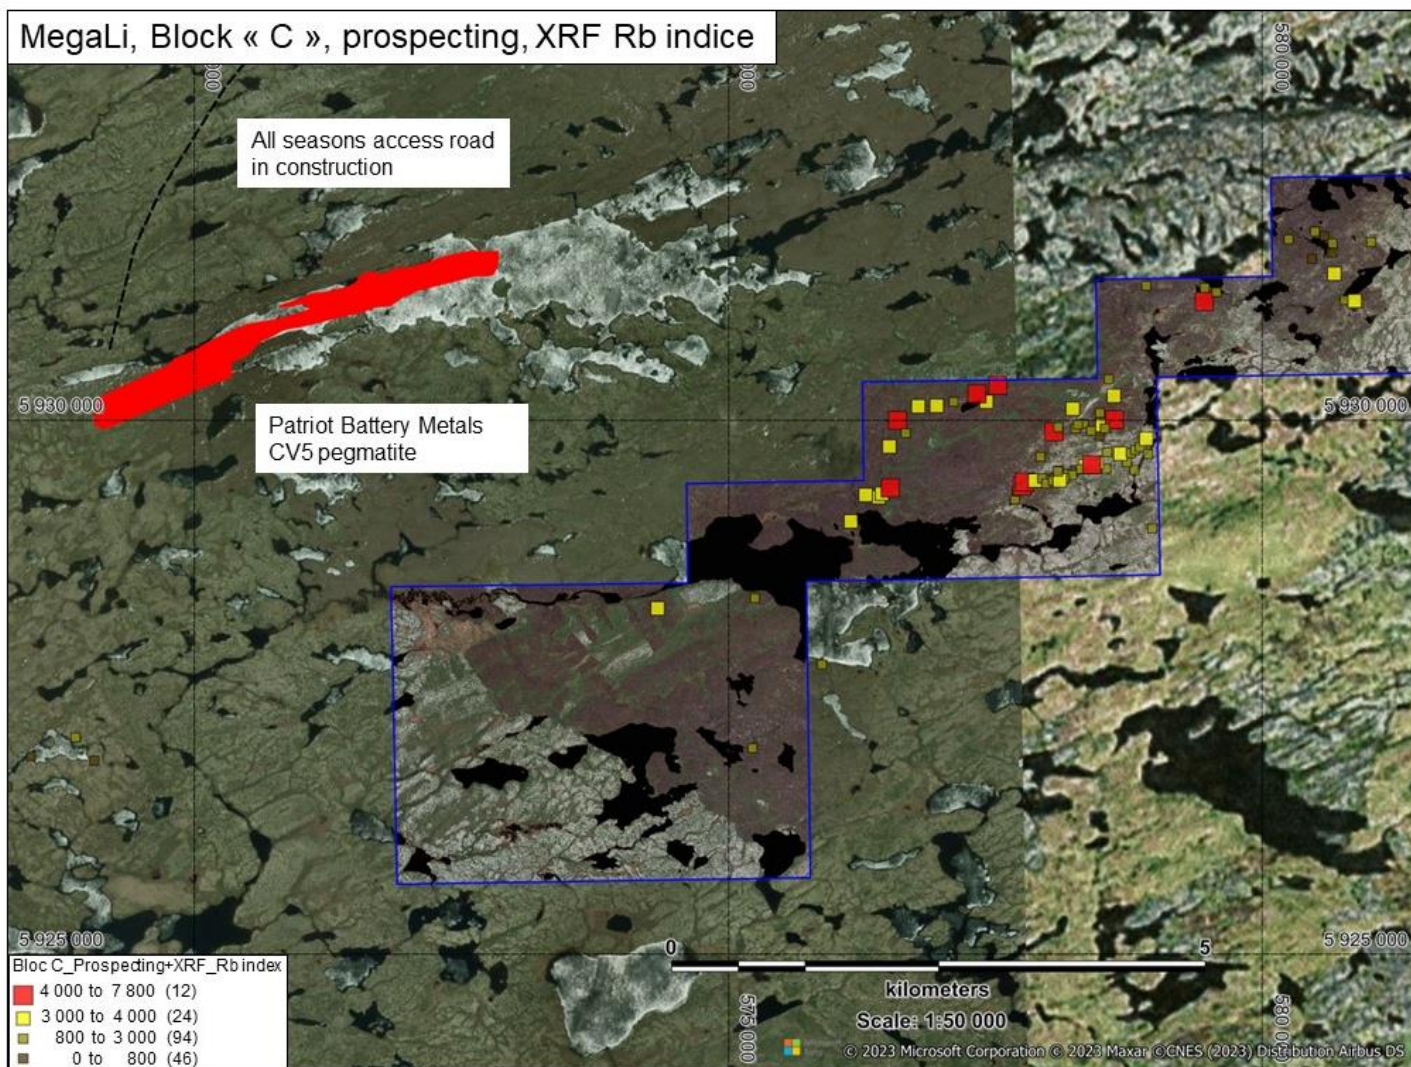 MegaLi, Block « C », prospecting, XRF Rb indice
000
000
580 000
All seasons access road
in construction
5 930 000
5 930 000
Patriot Battery Metals
CV5 pegmatite
5 925 000
5 925 000
Bloc C_Prospecting+XRF_Rb index
4 000 to 7 800 (12)
3 000 to 4 000 (24)
800 to 3 000 (94)
0 to 800 (46)
0
5
kilometers
Scale: 1:50 000
575 000
580 000
© 2023 Microsoft Corporation © 2023 Maxar ©CNES (2023) Distribution Airbus DS